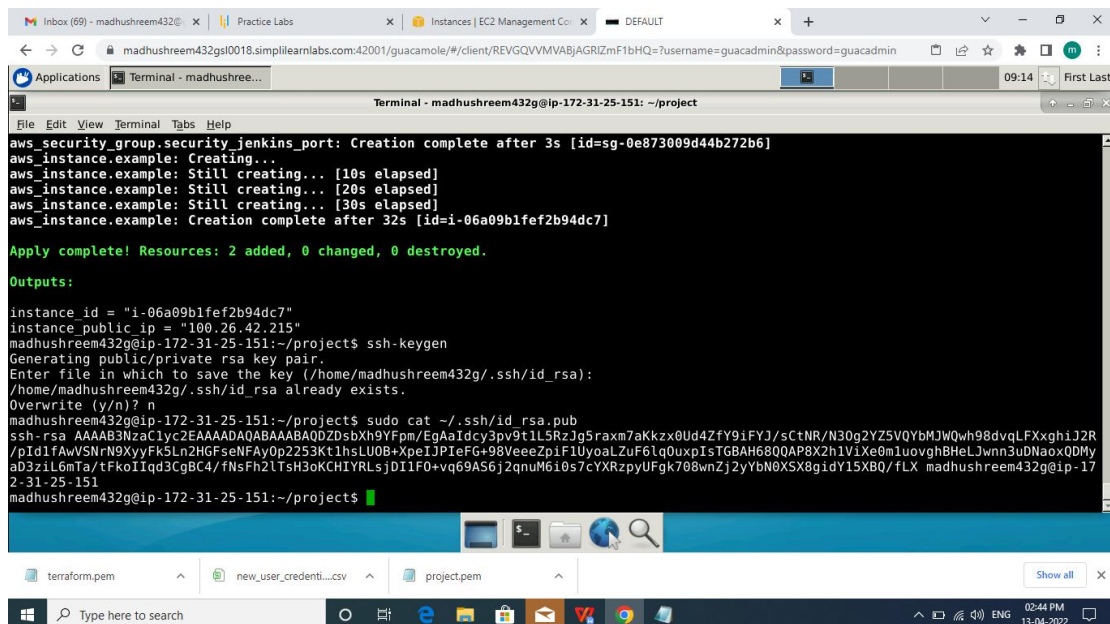 Inbox (69) - madhushreem432@
Practice Labs
Instances | EC2 Management Co
DEFAULT
madhushreem432gsl0018.simplilearnlabs.com:42001/guacamole/#/client/REVGQVVMVABjAGRlZmF1bHQ=?username=guacadmin&password=guacadmin
m
Applications
Terminal - madhushree...
09:14
First Last
Terminal - madhushreem432g@ip-172-31-25-151: ~/project
File Edit View Terminal Tabs Help
aws_security_group.security_jenkins_port: Creation complete after 3s [id=sg-0e873009d44b272b6]
aws_instance.example: Creating...
aws_instance.example: Still creating... [10s elapsed]
aws_instance.example: Still creating... [20s elapsed]
aws_instance.example: Still creating... [30s elapsed]
aws_instance.example: Creation complete after 32s [id=i-06a09b1fef2b94dc7]
Apply complete! Resources: 2 added, 0 changed, 0 destroyed.
Outputs:
instance_id = "i-06a09b1fef2b94dc7"
instance_public_ip = "100.26.42.215"
madhushreem432g@ip-172-31-25-151:~/project$ ssh-keygen
Generating public/private rsa key pair.
Enter file in which to save the key (/home/madhushreem432g/.ssh/id_rsa):
/home/madhushreem432g/.ssh/id_rsa already exists.
Overwrite (y/n)? n
madhushreem432g@ip-172-31-25-151:~/project$ sudo cat ~/.ssh/id_rsa.pub
ssh-rsa AAAAB3NzaC1yc2EAAAADAQABAAABAQDZDsbXh9YFpm/EgAaIdcy3pv9t1L5RzJg5raxm7aKkzx0Ud4ZfY9iFYJ/sCtNR/N3Og2YZ5VQYbMJWQwh98dvqLFXxghiJ2R
/pId1fAwVSNrN9XyyFk5Ln2HGFseNFAyOp2253Kt1hsLUOB+XpeIJPIeFG+98VeeeZpiF1UyoaLZuF6lqOuxpIsTGBAH68QQAP8X2h1ViXe0m1uovghBHeLJwnn3uDNaoxQDMy
aD3ziL6mTa/tFkoIIqd3CgBC4/fNsFh2lTsH3oKCHIYRLsjDI1FO+vq69AS6j2qnuM6i0s7cYXRzpyUFgk708wnZj2yYbN0XSX8gidY15XBQ/fLX madhushreem432g@ip-17
2-31-25-151
madhushreem432g@ip-172-31-25-151:~/project$
terraform.pem
new_user_credenti....csv
project.pem
Show all
Type here to search
ENG
02:44 PM
13-04-2022